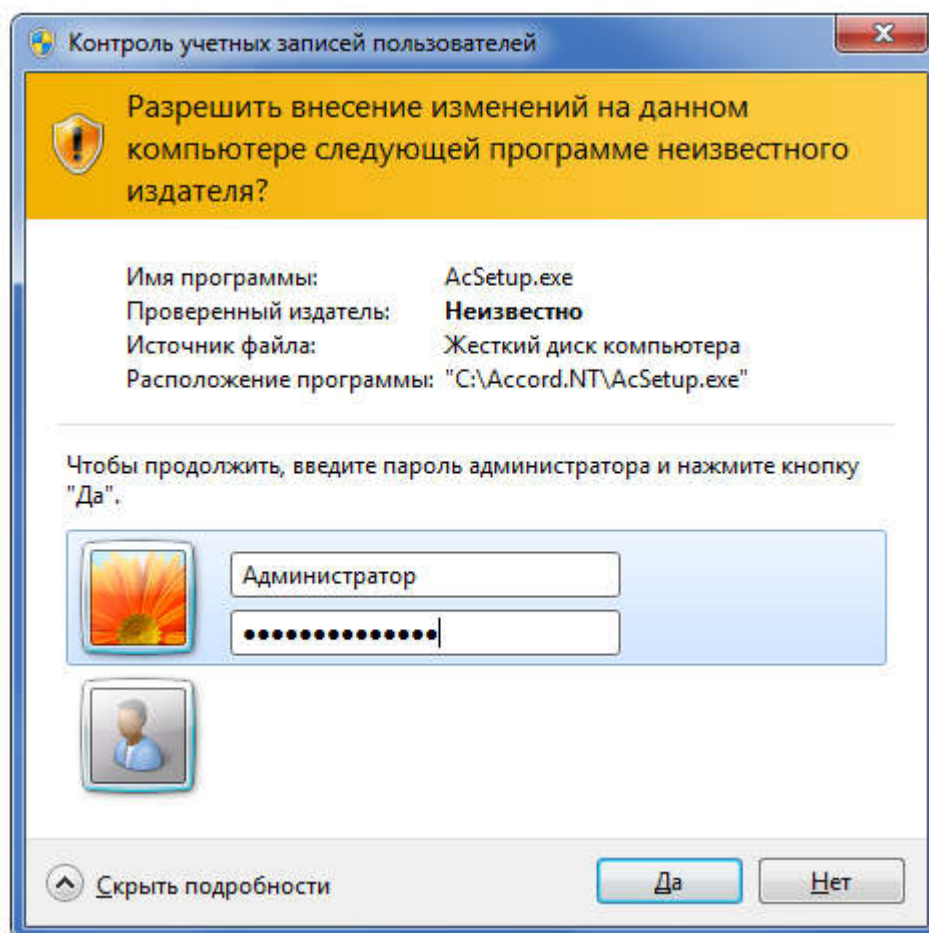 Контроль учетных записей пользователей
Разрешить внесение изменений на данном
компьютере следующей программе неизвестного
издателя?
Имя программы: AcSetup.exe
Проверенный издатель: Неизвестно
Источник файла: Жесткий диск компьютера
Расположение программы: "C:\Accord.NT\AcSetup.exe"
Чтобы продолжить, введите пароль администратора и нажмите кнопку
"Да".
Администратор
●●●●●●●●●●●●●●
Скрыть подробности Да Нет